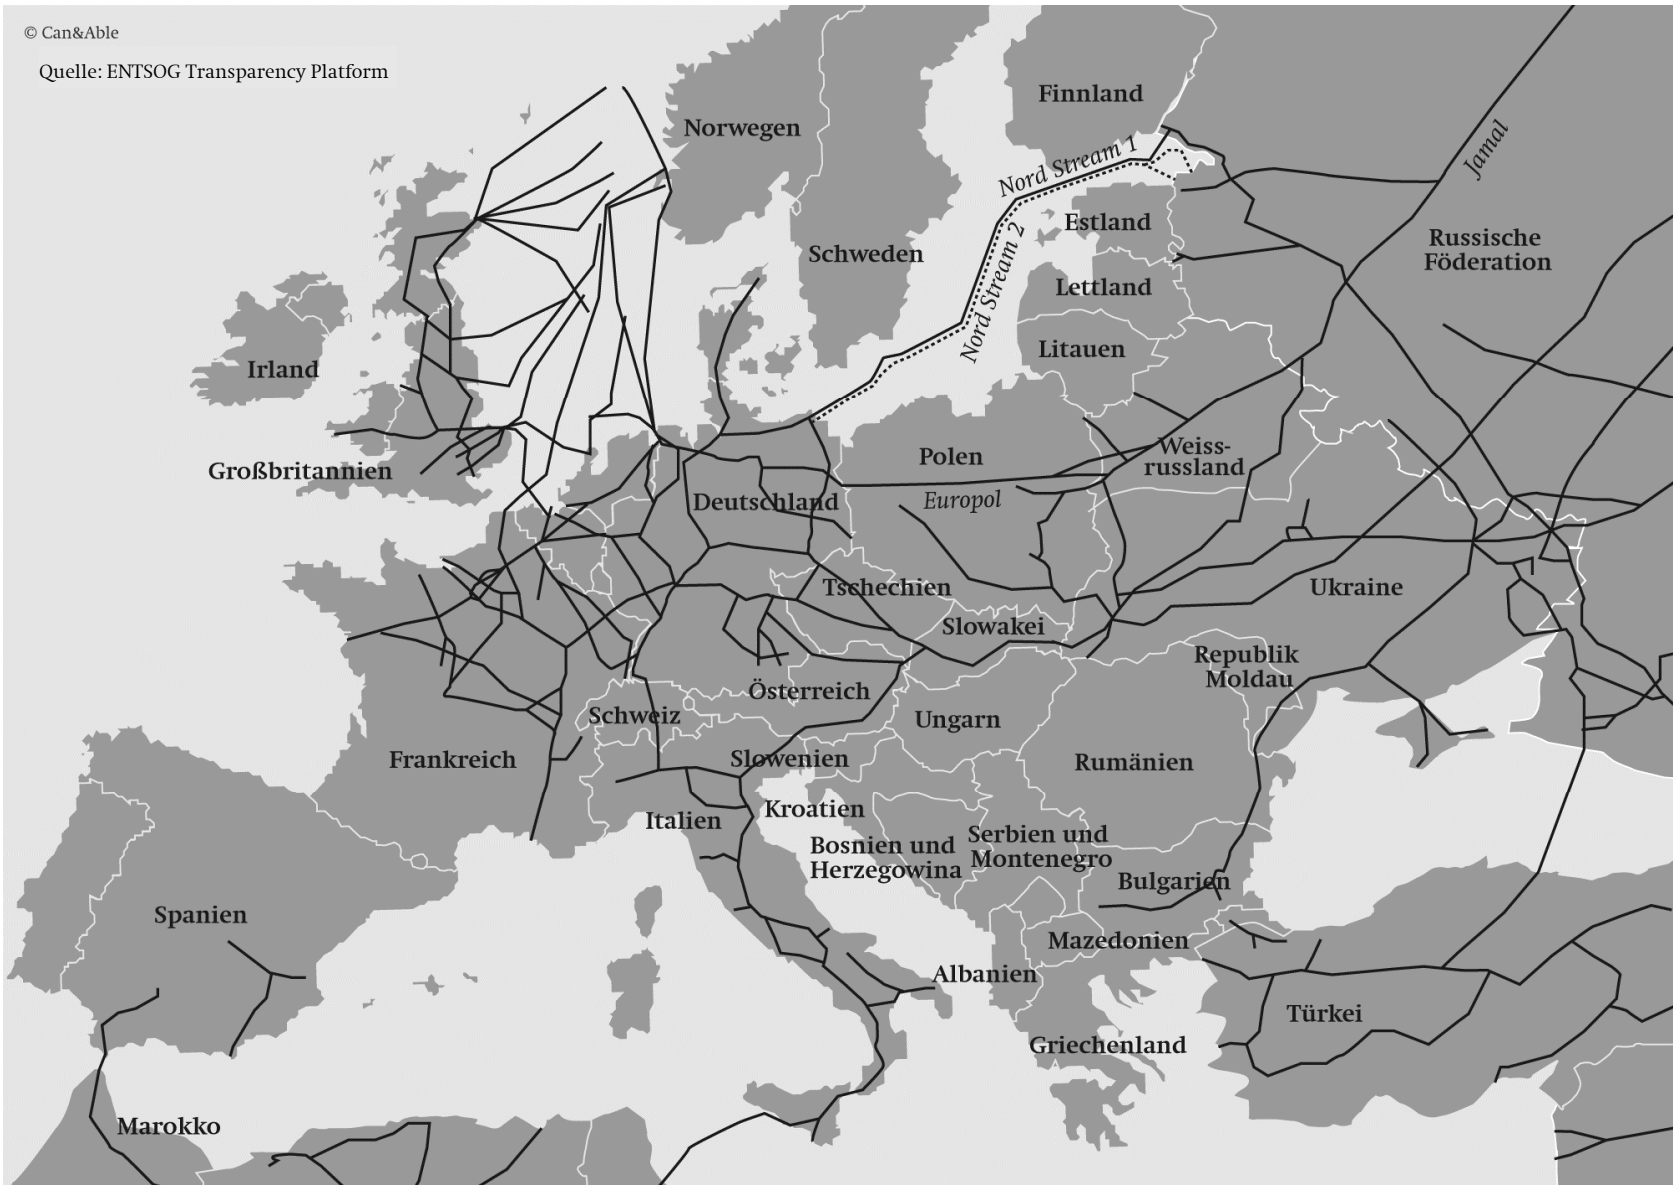 © Can&Able
Quelle: ENTSOG Transparency Platform
Finnland
Norwegen
Nord Stream 1
Jamal
Estland
Schweden
Nord Stream 2
Russische
Föderation
Lettland
Litauen
Irland
Großbritannien
Polen
Weiss-
russland
Deutschland
Europol
Tschechien
Ukraine
Slowakei
Republik
Moldau
Österreich
Schweiz
Ungarn
Frankreich
Slowenien
Rumänien
Italien
Kroatien
Bosnien und
Herzegowina
Serbien und
Montenegro
Bulgarien
Spanien
Mazedonien
Albanien
Türkei
Griechenland
Marokko